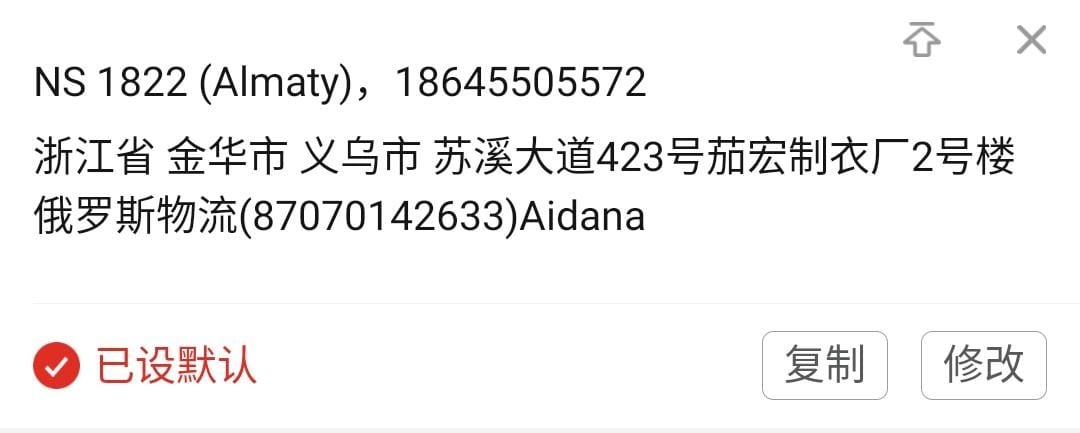 NS 1822 (Almaty)，18645505572
浙江省 金华市 义乌市 苏溪大道423号茄宏制衣厂2号楼
俄罗斯物流(87070142633)Aidana
已设默认
复制
修改